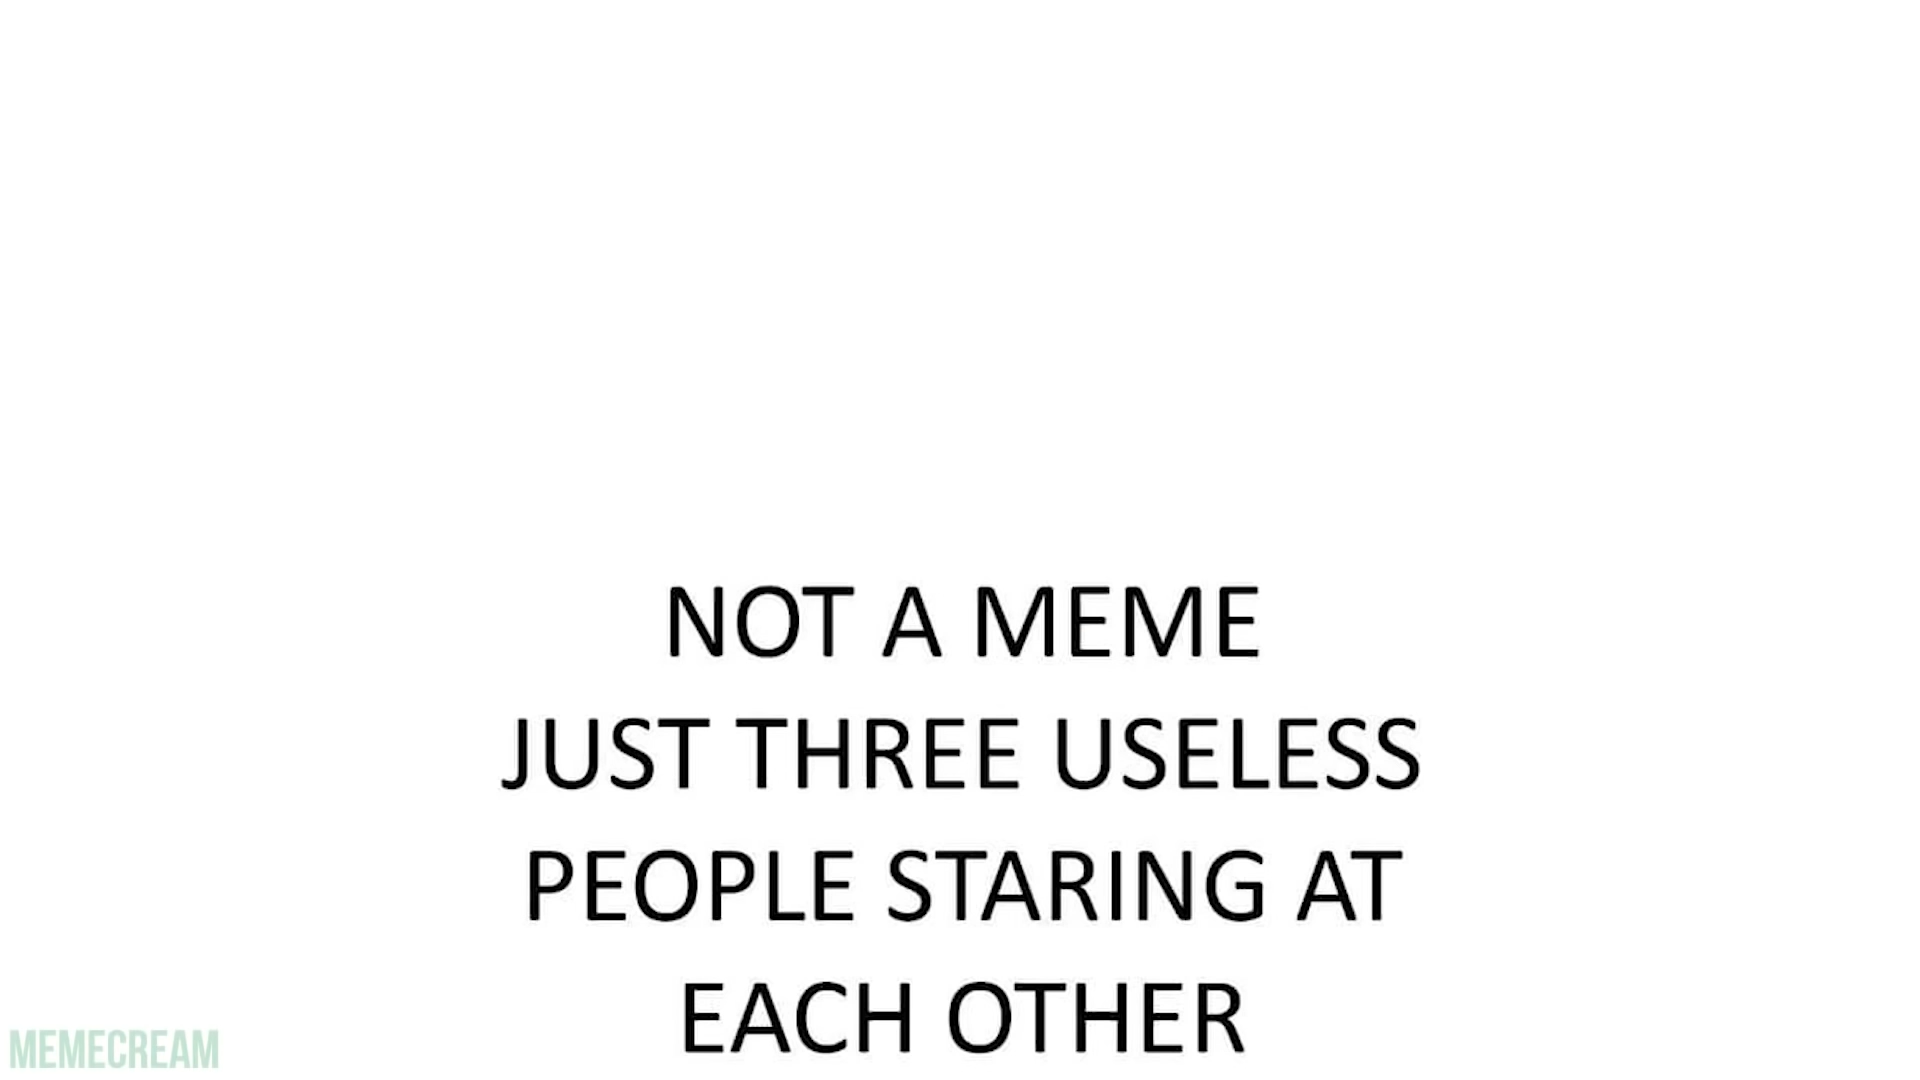 NOT A MEME
JUST THREE USELESS
PEOPLE STARING AT
EACH OTHER
MEMECREAM